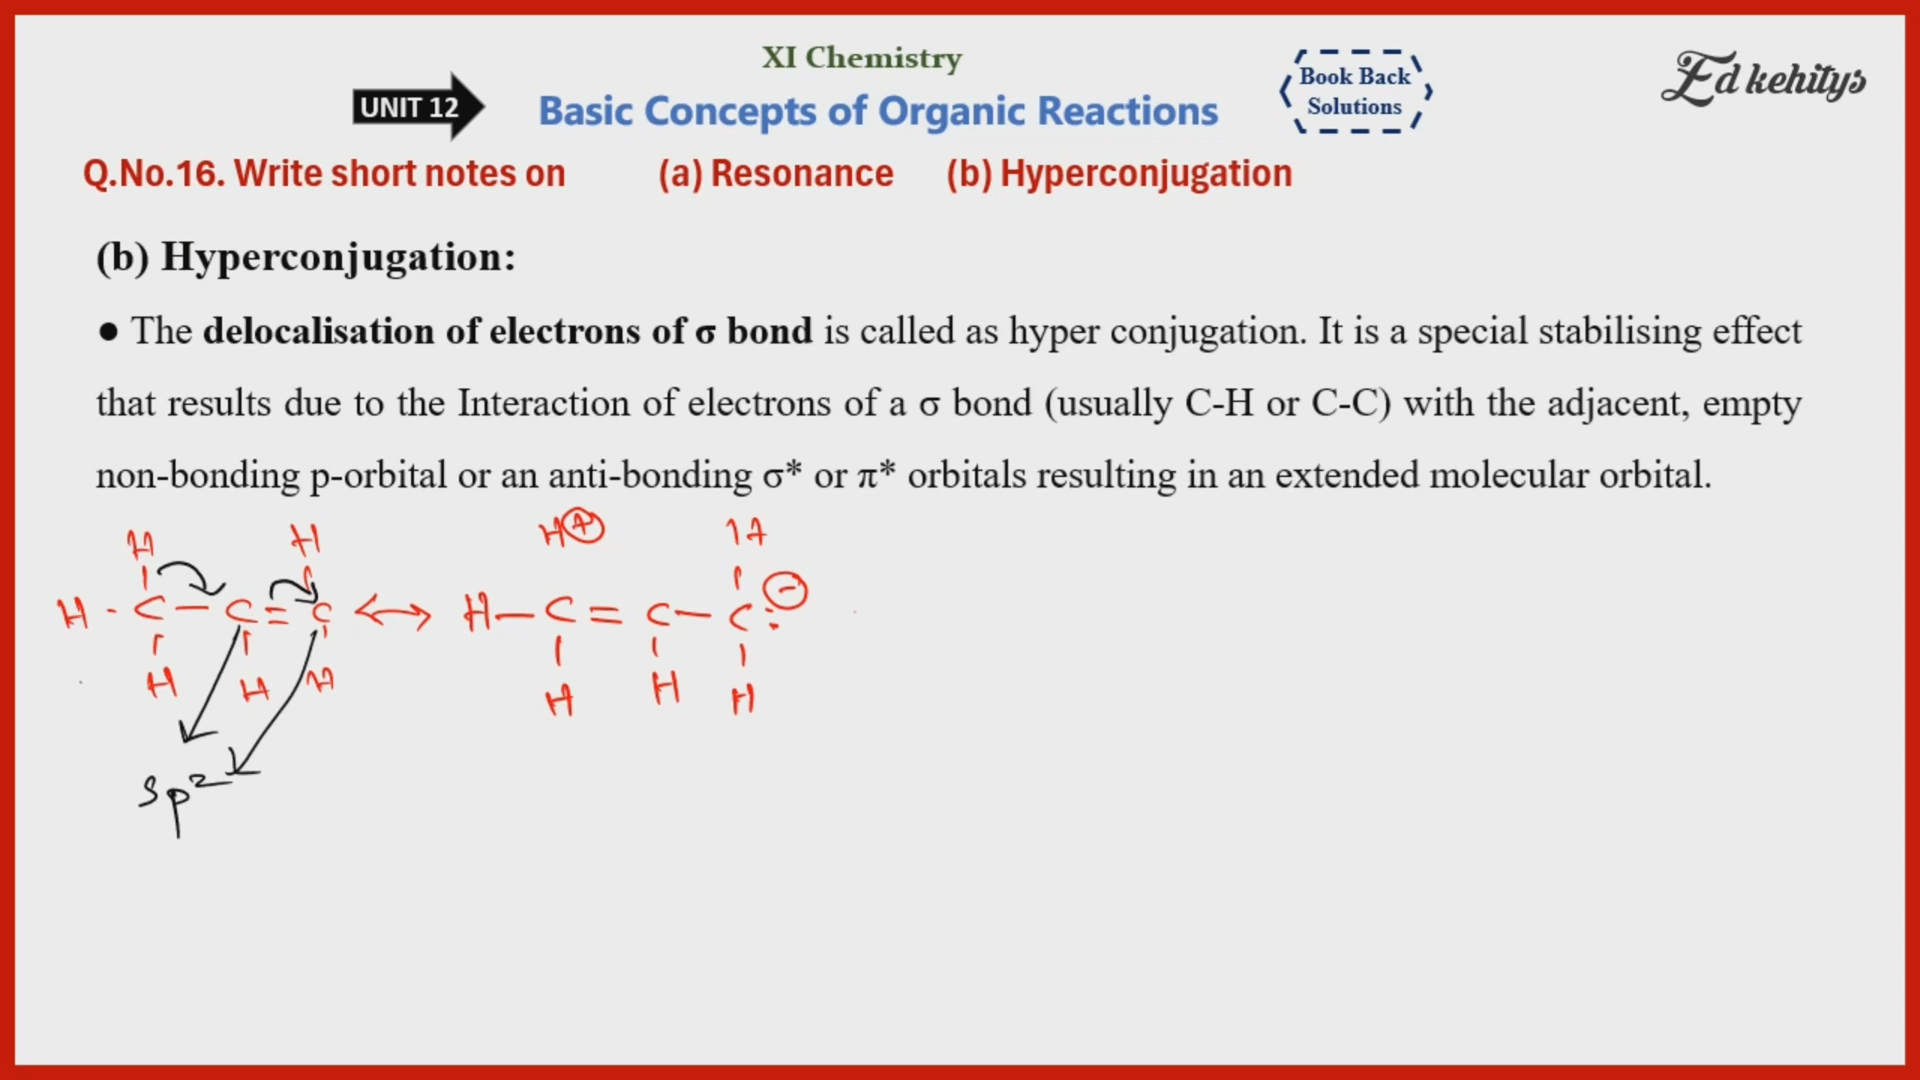 XI Chemistry
UNIT 12
Basic Concepts of Organic Reactions
Book Back
Solutions
Ed kehitys
Q.No.16. Write short notes on (a) Resonance (b) Hyperconjugation
(b) Hyperconjugation:
● The delocalisation of electrons of σ bond is called as hyper conjugation. It is a special stabilising effect
that results due to the Interaction of electrons of a σ bond (usually C-H or C-C) with the adjacent, empty
non-bonding p-orbital or an anti-bonding σ* or π* orbitals resulting in an extended molecular orbital.
H H H⊕ H
H - C - C = C ↔ H - C = C - C: ⊖
H H H H H H
sp²